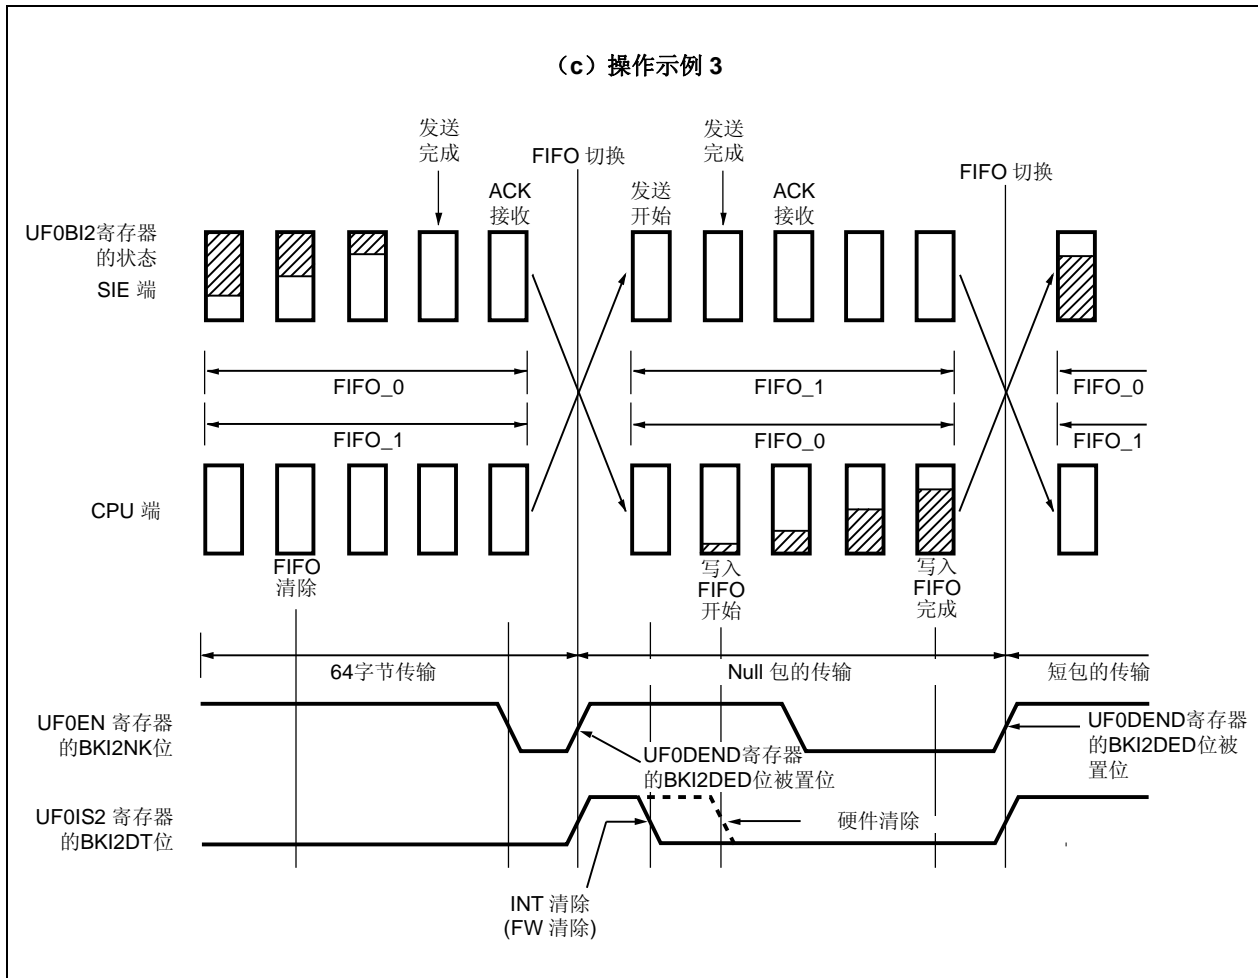 （c）操作示例 3
发送
完成
FIFO 切换
ACK
接收
发送
开始
发送
完成
ACK
接收
FIFO 切换
UF0BI2寄存器
的状态
SIE 端
FIFO_0
FIFO_1
FIFO_0
FIFO_1
FIFO_0
FIFO_1
CPU 端
FIFO
清除
写入
FIFO
开始
写入
FIFO
完成
64字节传输
Null 包的传输
短包的传输
UF0EN 寄存器
的BKI2NK位
UF0DEND寄存器
的BKI2DED位被置位
UF0DEND寄存器
的BKI2DED位被
置位
UF0IS2 寄存器
的BKI2DT位
硬件清除
INT 清除
(FW 清除)